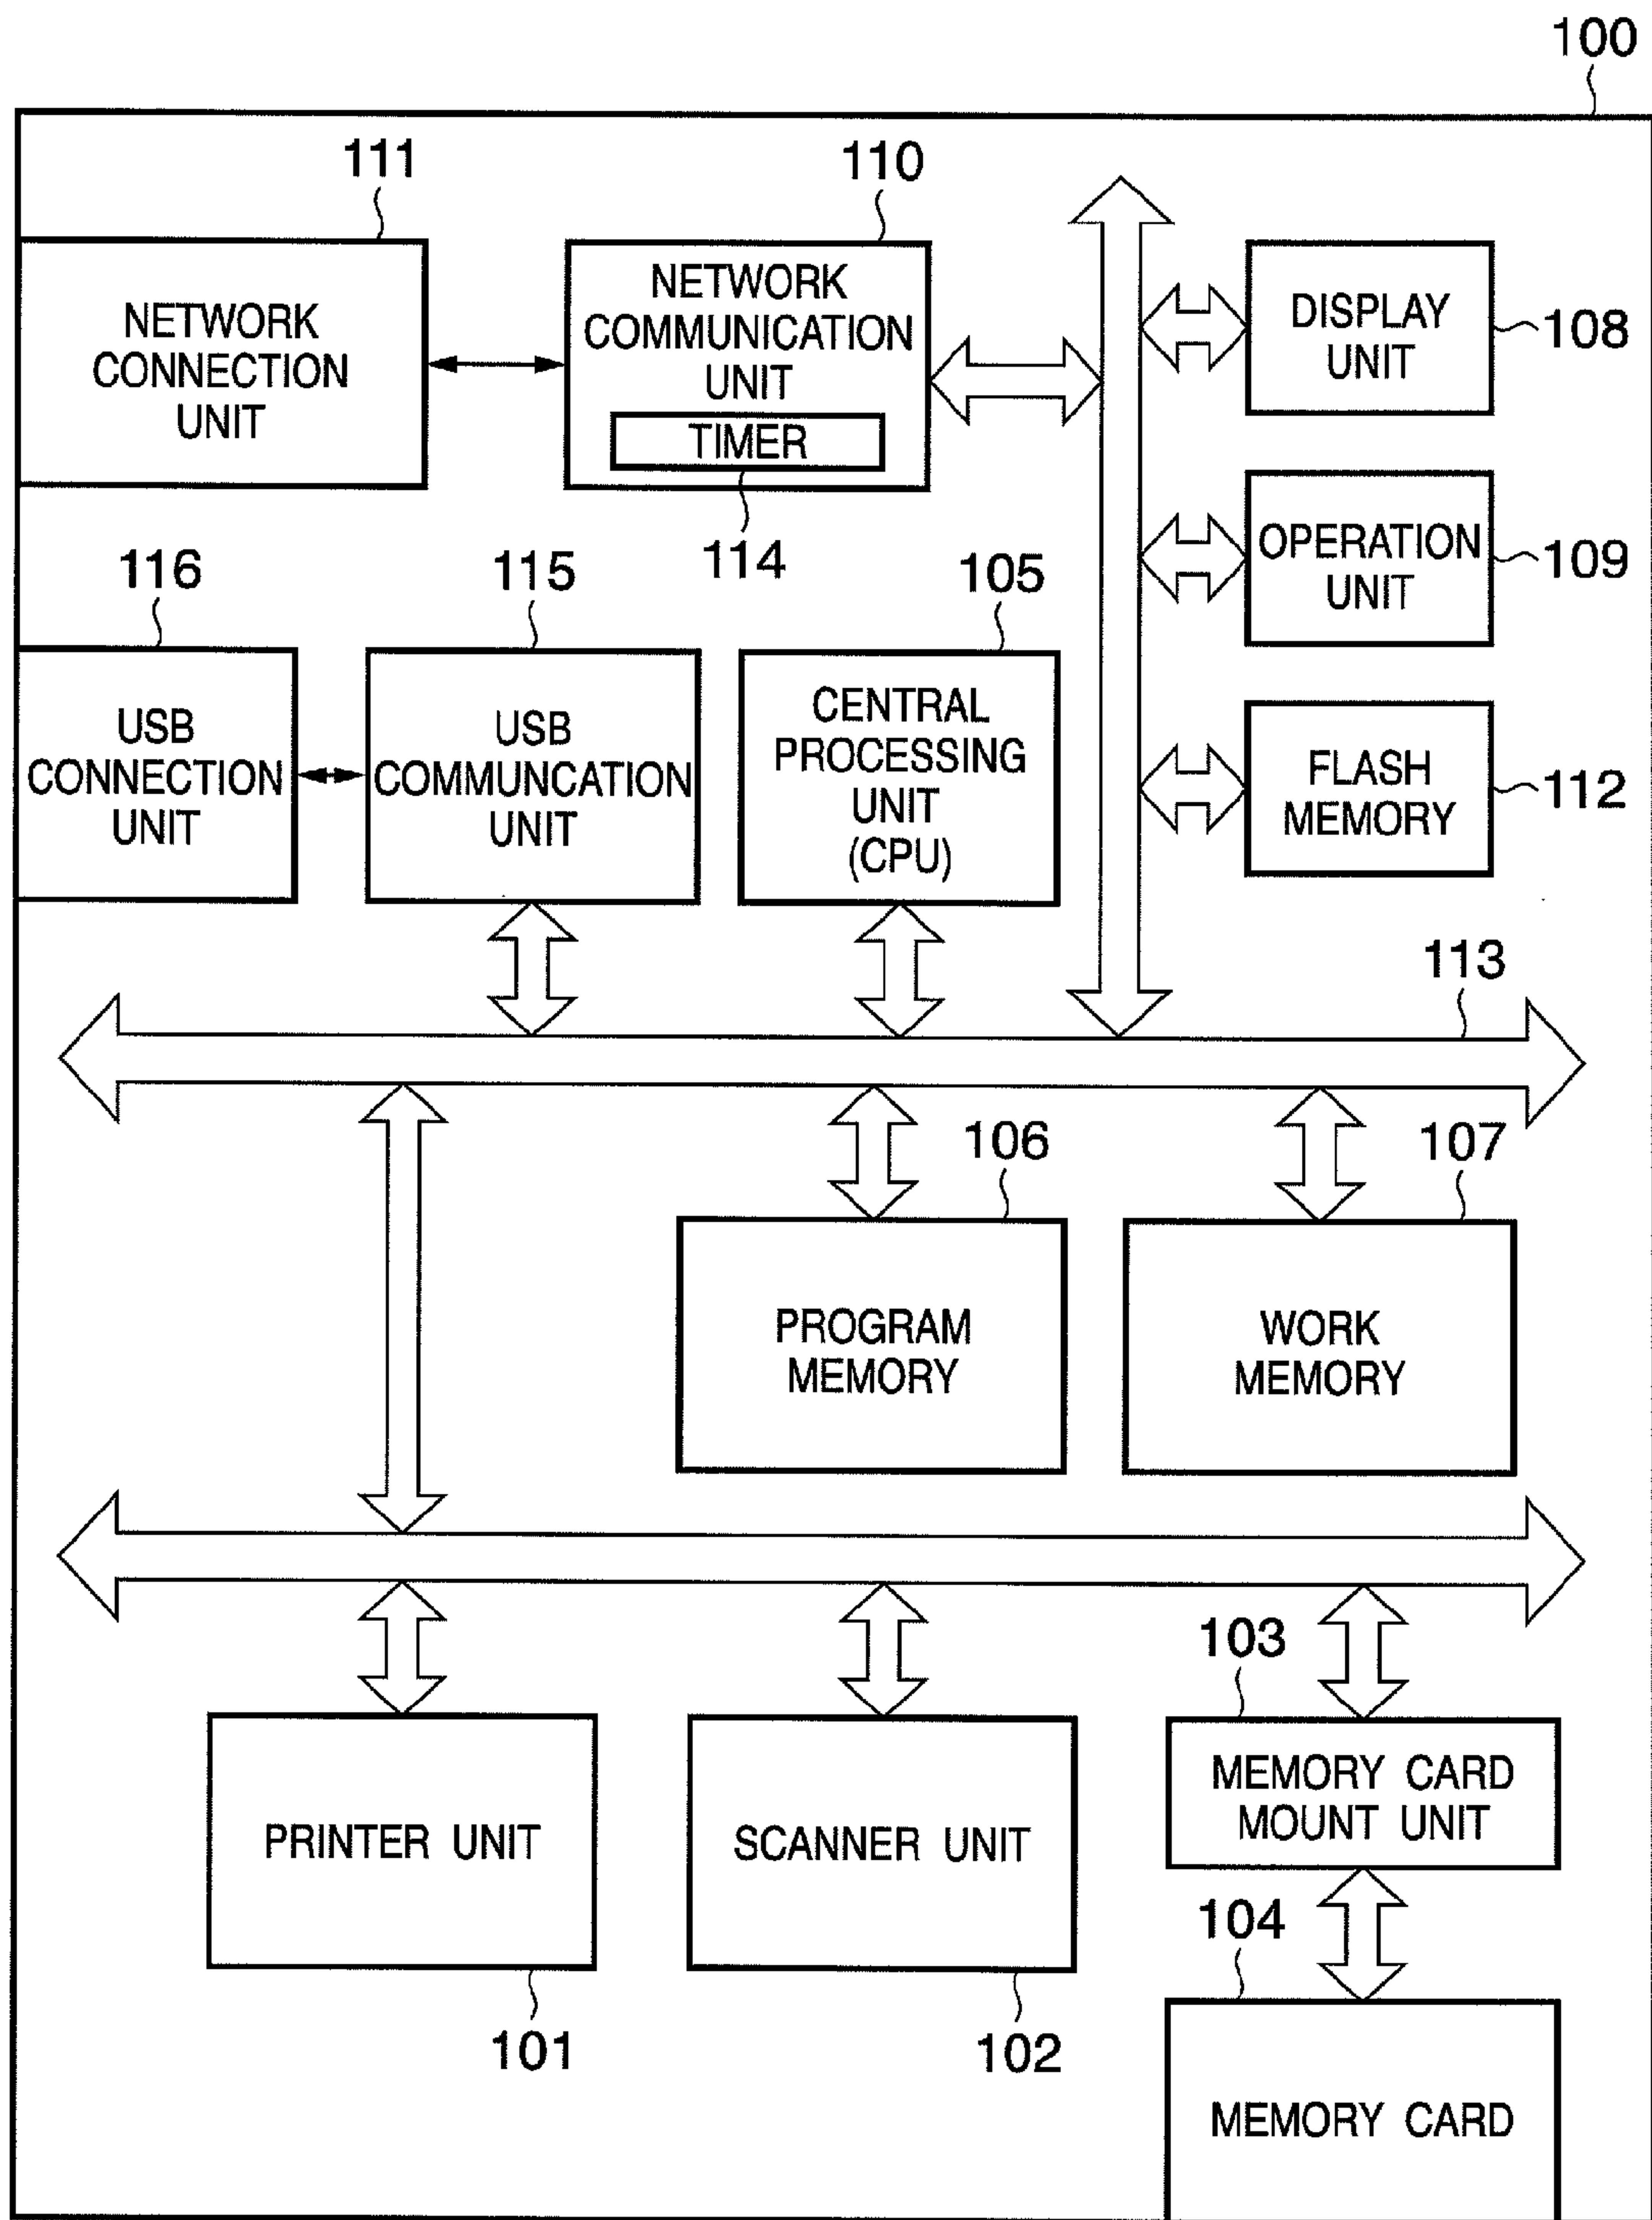 100
111
110
NETWORK
CONNECTION
UNIT
NETWORK
COMMUNICATION
UNIT
TIMER
114
DISPLAY
UNIT
108
OPERATION
UNIT
109
116
115
105
USB
CONNECTION
UNIT
USB
COMMUNCATION
UNIT
CENTRAL
PROCESSING
UNIT
(CPU)
FLASH
MEMORY
112
113
106
107
PROGRAM
MEMORY
WORK
MEMORY
103
PRINTER UNIT
101
SCANNER UNIT
102
MEMORY CARD
MOUNT UNIT
104
MEMORY CARD